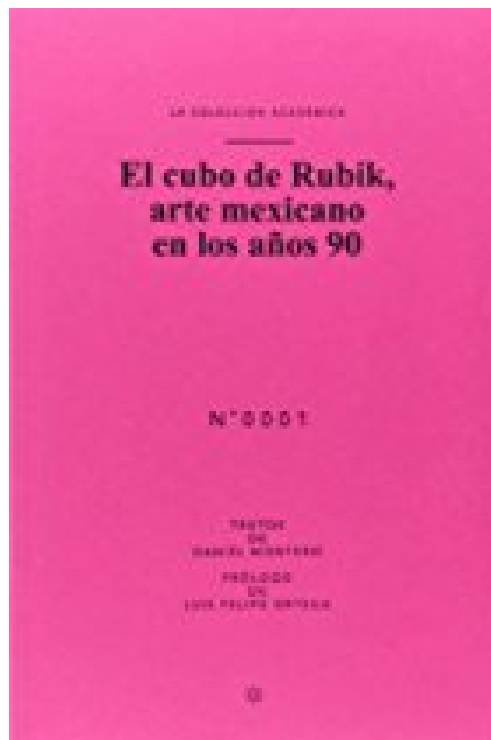 LA COLECCIÓN ACADÉMICA
El cubo de Rubik,
arte mexicano
en los años 90
N°0001
TEXTOS
DE
DANIEL MONTERO
PRÓLOGO
DE
LUIS FELIPE ORTEGA